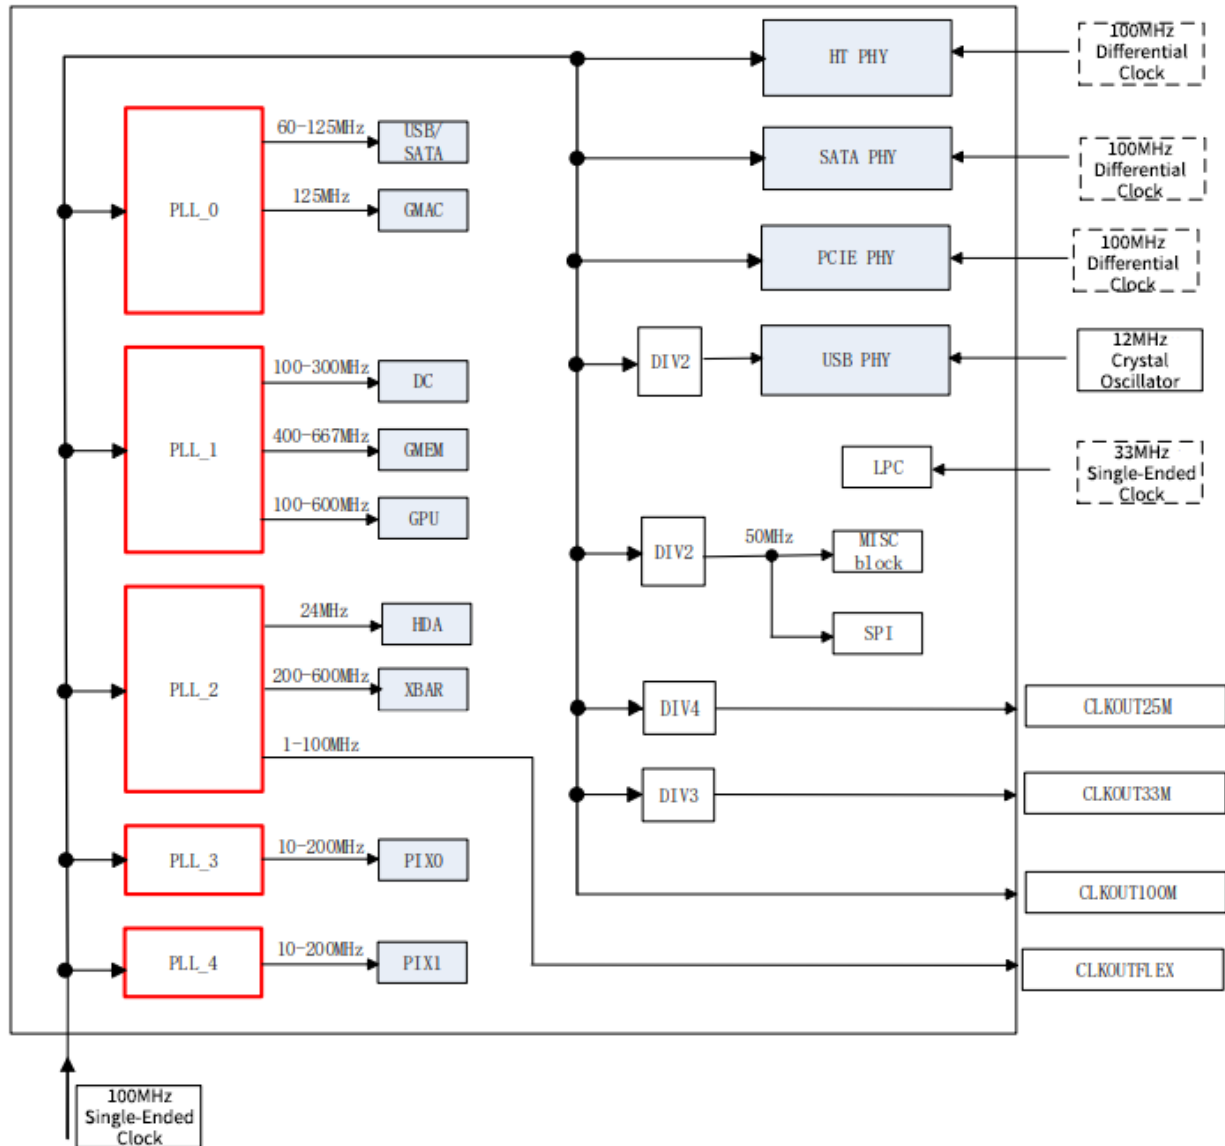 HT PHY
100MHz
Differential
Clock
60-125MHz
USB/
SATA
SATA PHY
100MHz
Differential
Clock
PLL_0
125MHz
GMAC
PCIE PHY
100MHz
Differential
Clock
100-300MHz
DC
DIV2
USB PHY
12MHz
Crystal
Oscillator
PLL_1
400-667MHz
GMEM
LPC
33MHz
Single-Ended
Clock
100-600MHz
GPU
DIV2
50MHz
MISC
block
24MHz
HDA
SPI
PLL_2
200-600MHz
XBAR
DIV4
CLKOUT25M
1-100MHz
DIV3
CLKOUT33M
PLL_3
10-200MHz
PIX0
CLKOUT100M
PLL_4
10-200MHz
PIX1
CLKOUTFLEX
100MHz
Single-Ended
Clock